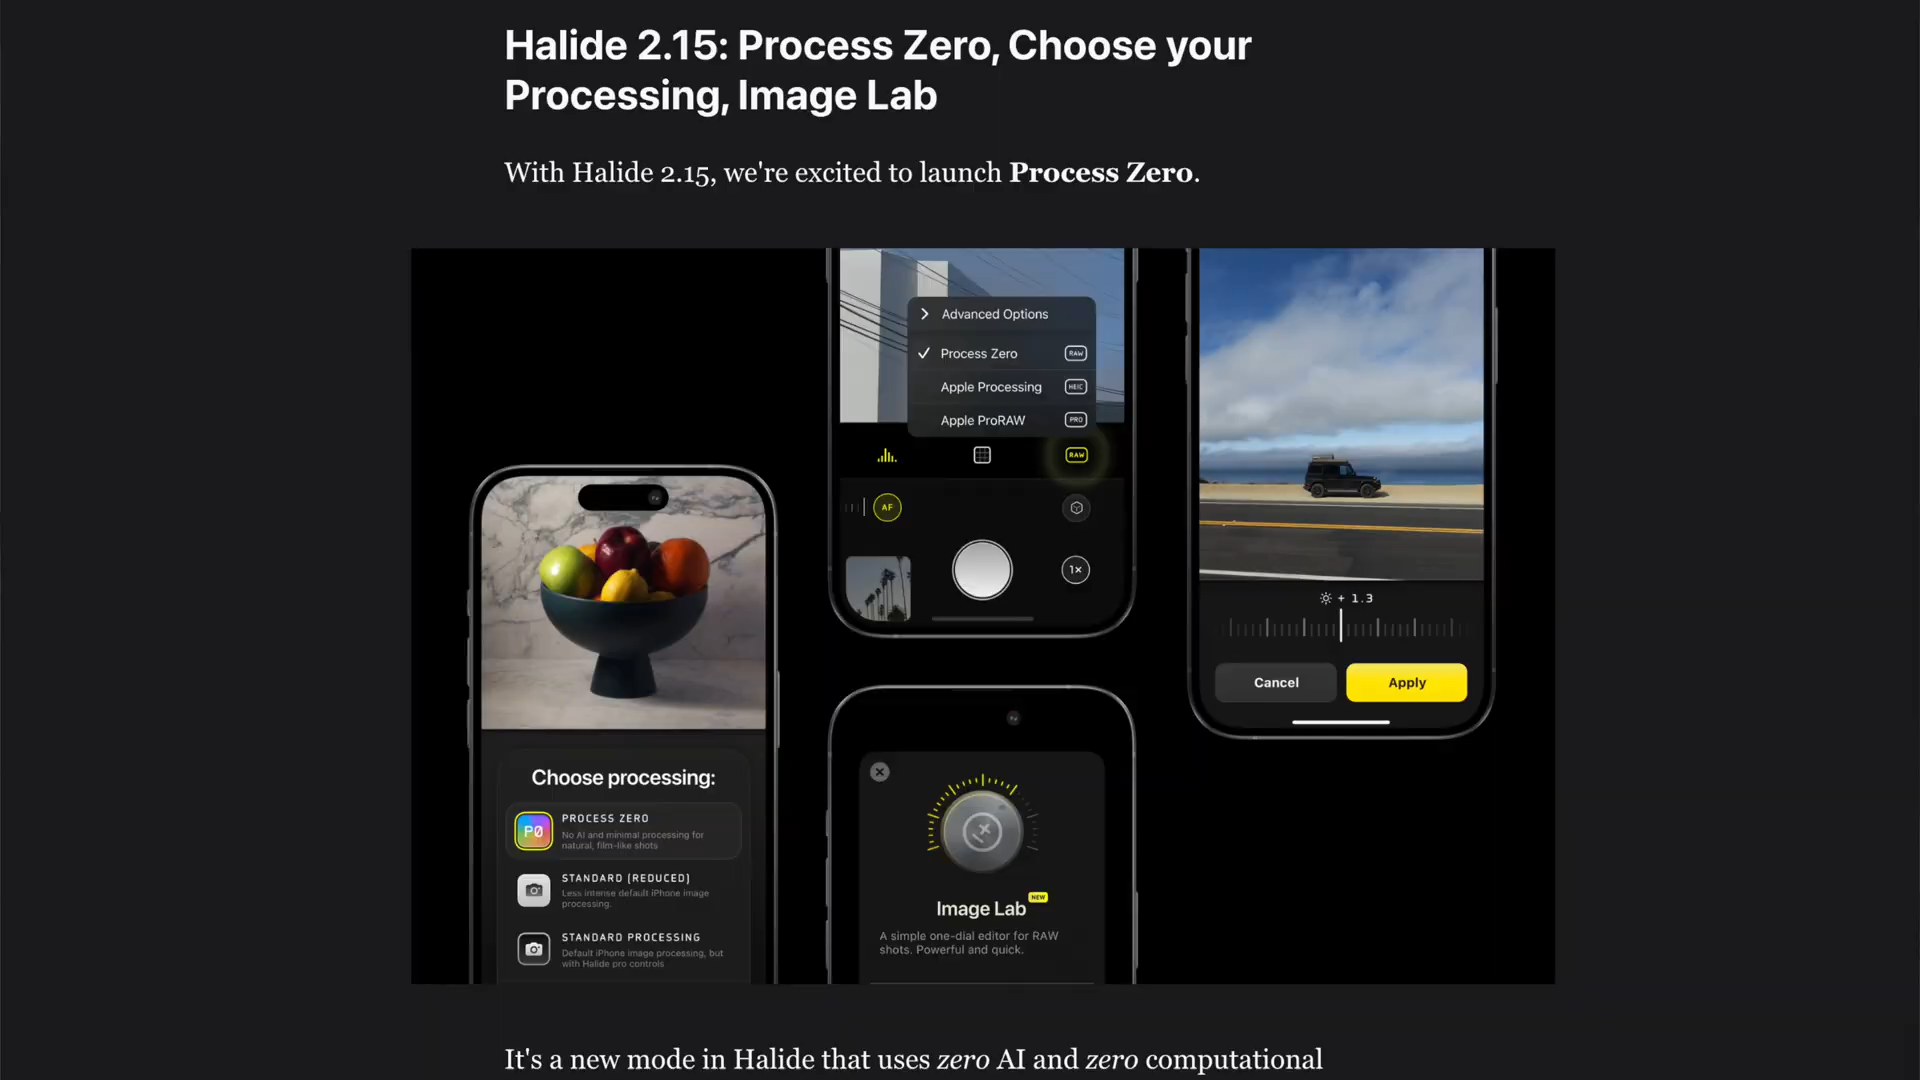 Halide 2.15: Process Zero, Choose your
Processing, Image Lab
With Halide 2.15, we're excited to launch Process Zero.
Advanced Options
Process Zero RAW
Apple Processing HEIC
Apple ProRAW PRO
RAW
AF
1×
+ 1.3
Cancel Apply
Choose processing:
P0
PROCESS ZERO
No AI and minimal processing for
natural, film-like shots
STANDARD (REDUCED)
Less intense default iPhone image
processing.
STANDARD PROCESSING
Default iPhone image processing, but
with Halide pro controls
Image Lab NEW
A simple one-dial editor for RAW
shots. Powerful and quick.
It's a new mode in Halide that uses zero AI and zero computational